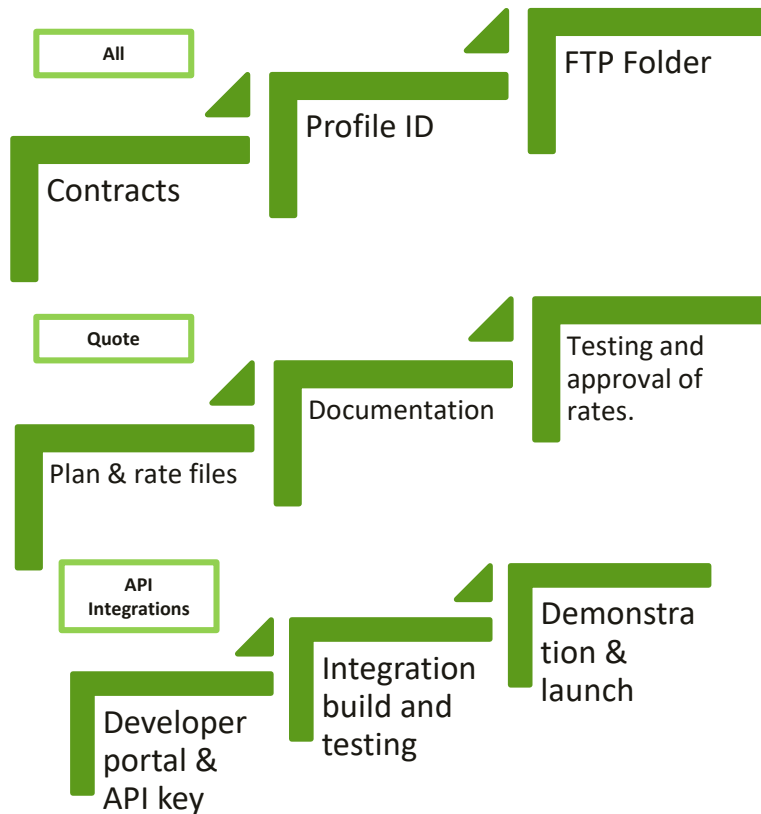 All
FTP Folder
Profile ID
Contracts
Quote
Testing and
approval of
rates.
Documentation
Plan & rate files
API
Integrations
Demonstra
tion &
launch
Integration
build and
testing
Developer
portal &
API key